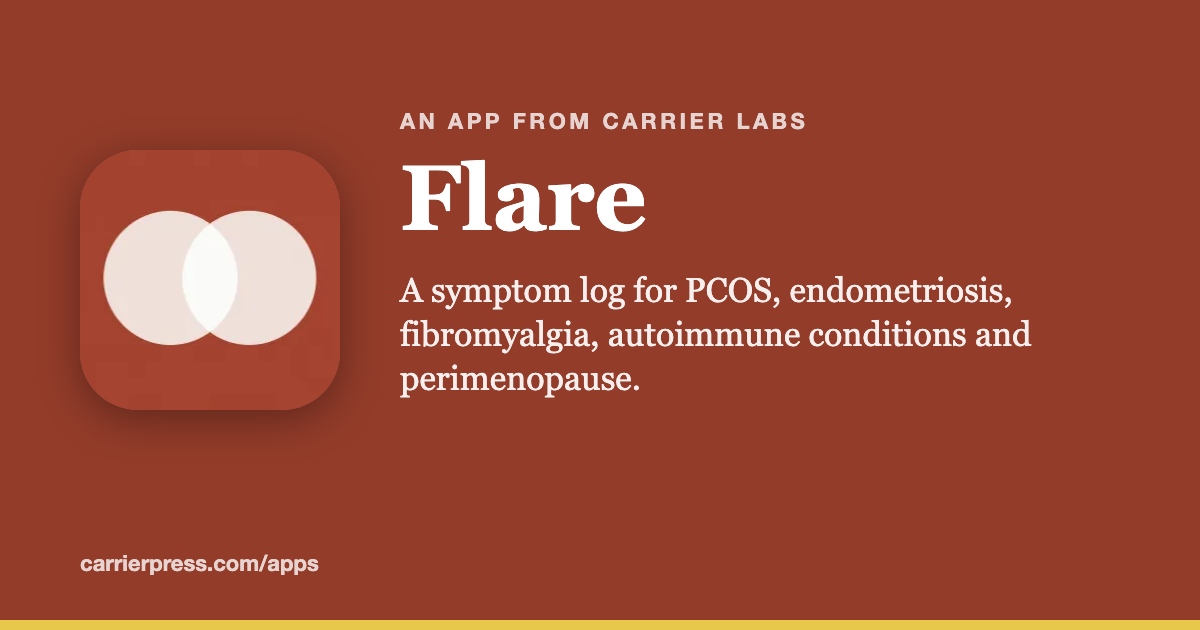 AN APP FROM CARRIER LABS
Flare
A symptom log for PCOS, endometriosis,
fibromyalgia, autoimmune conditions and
perimenopause.
carrierpress.com/apps